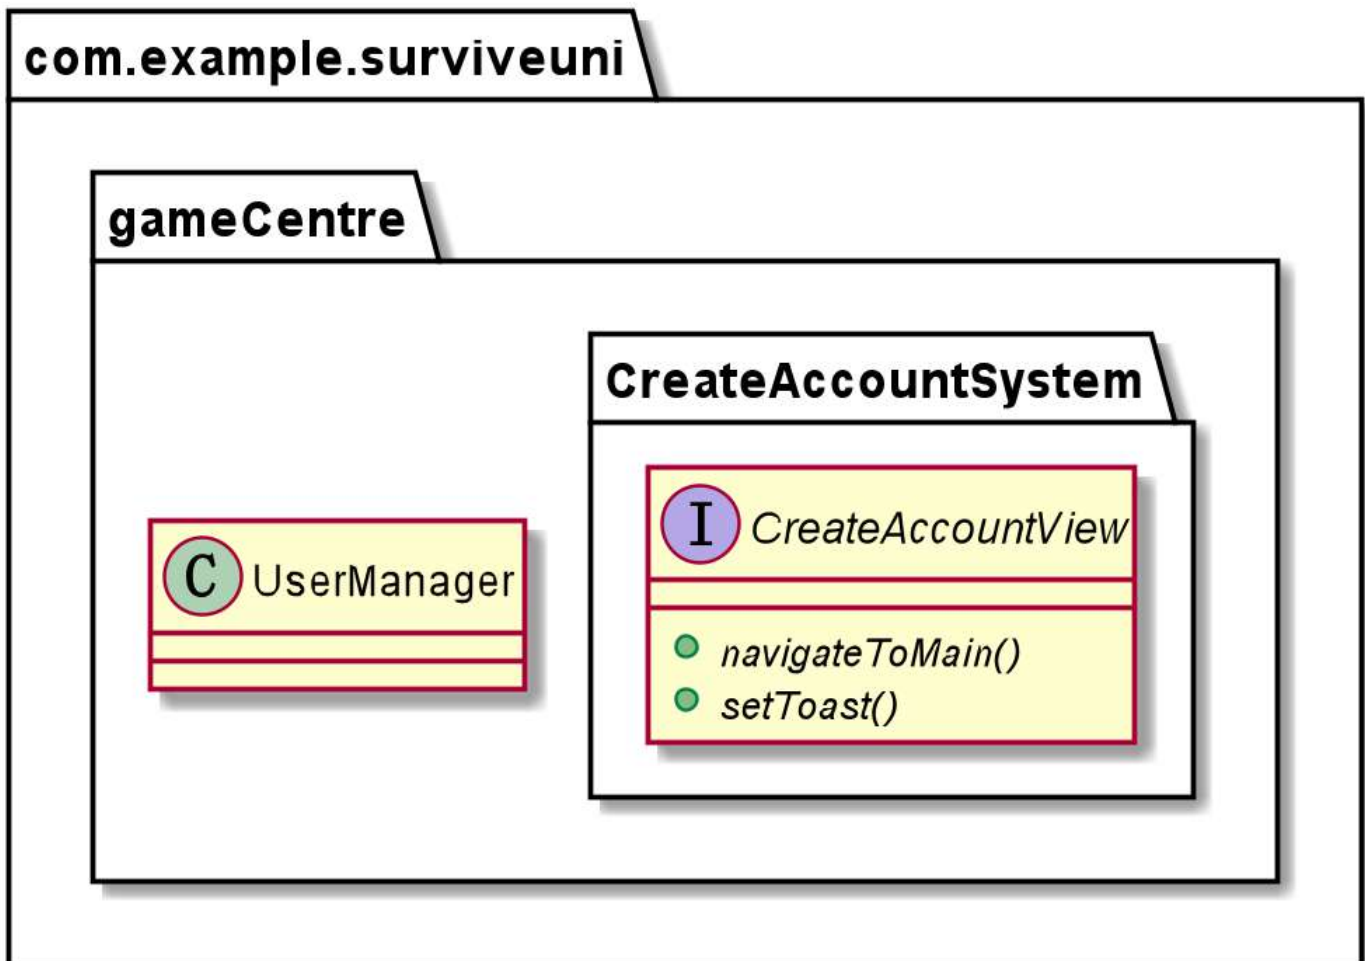 com.example.surviveuni
gameCentre
CreateAccountSystem
I CreateAccountView
C UserManager
navigateToMain()
setToast()